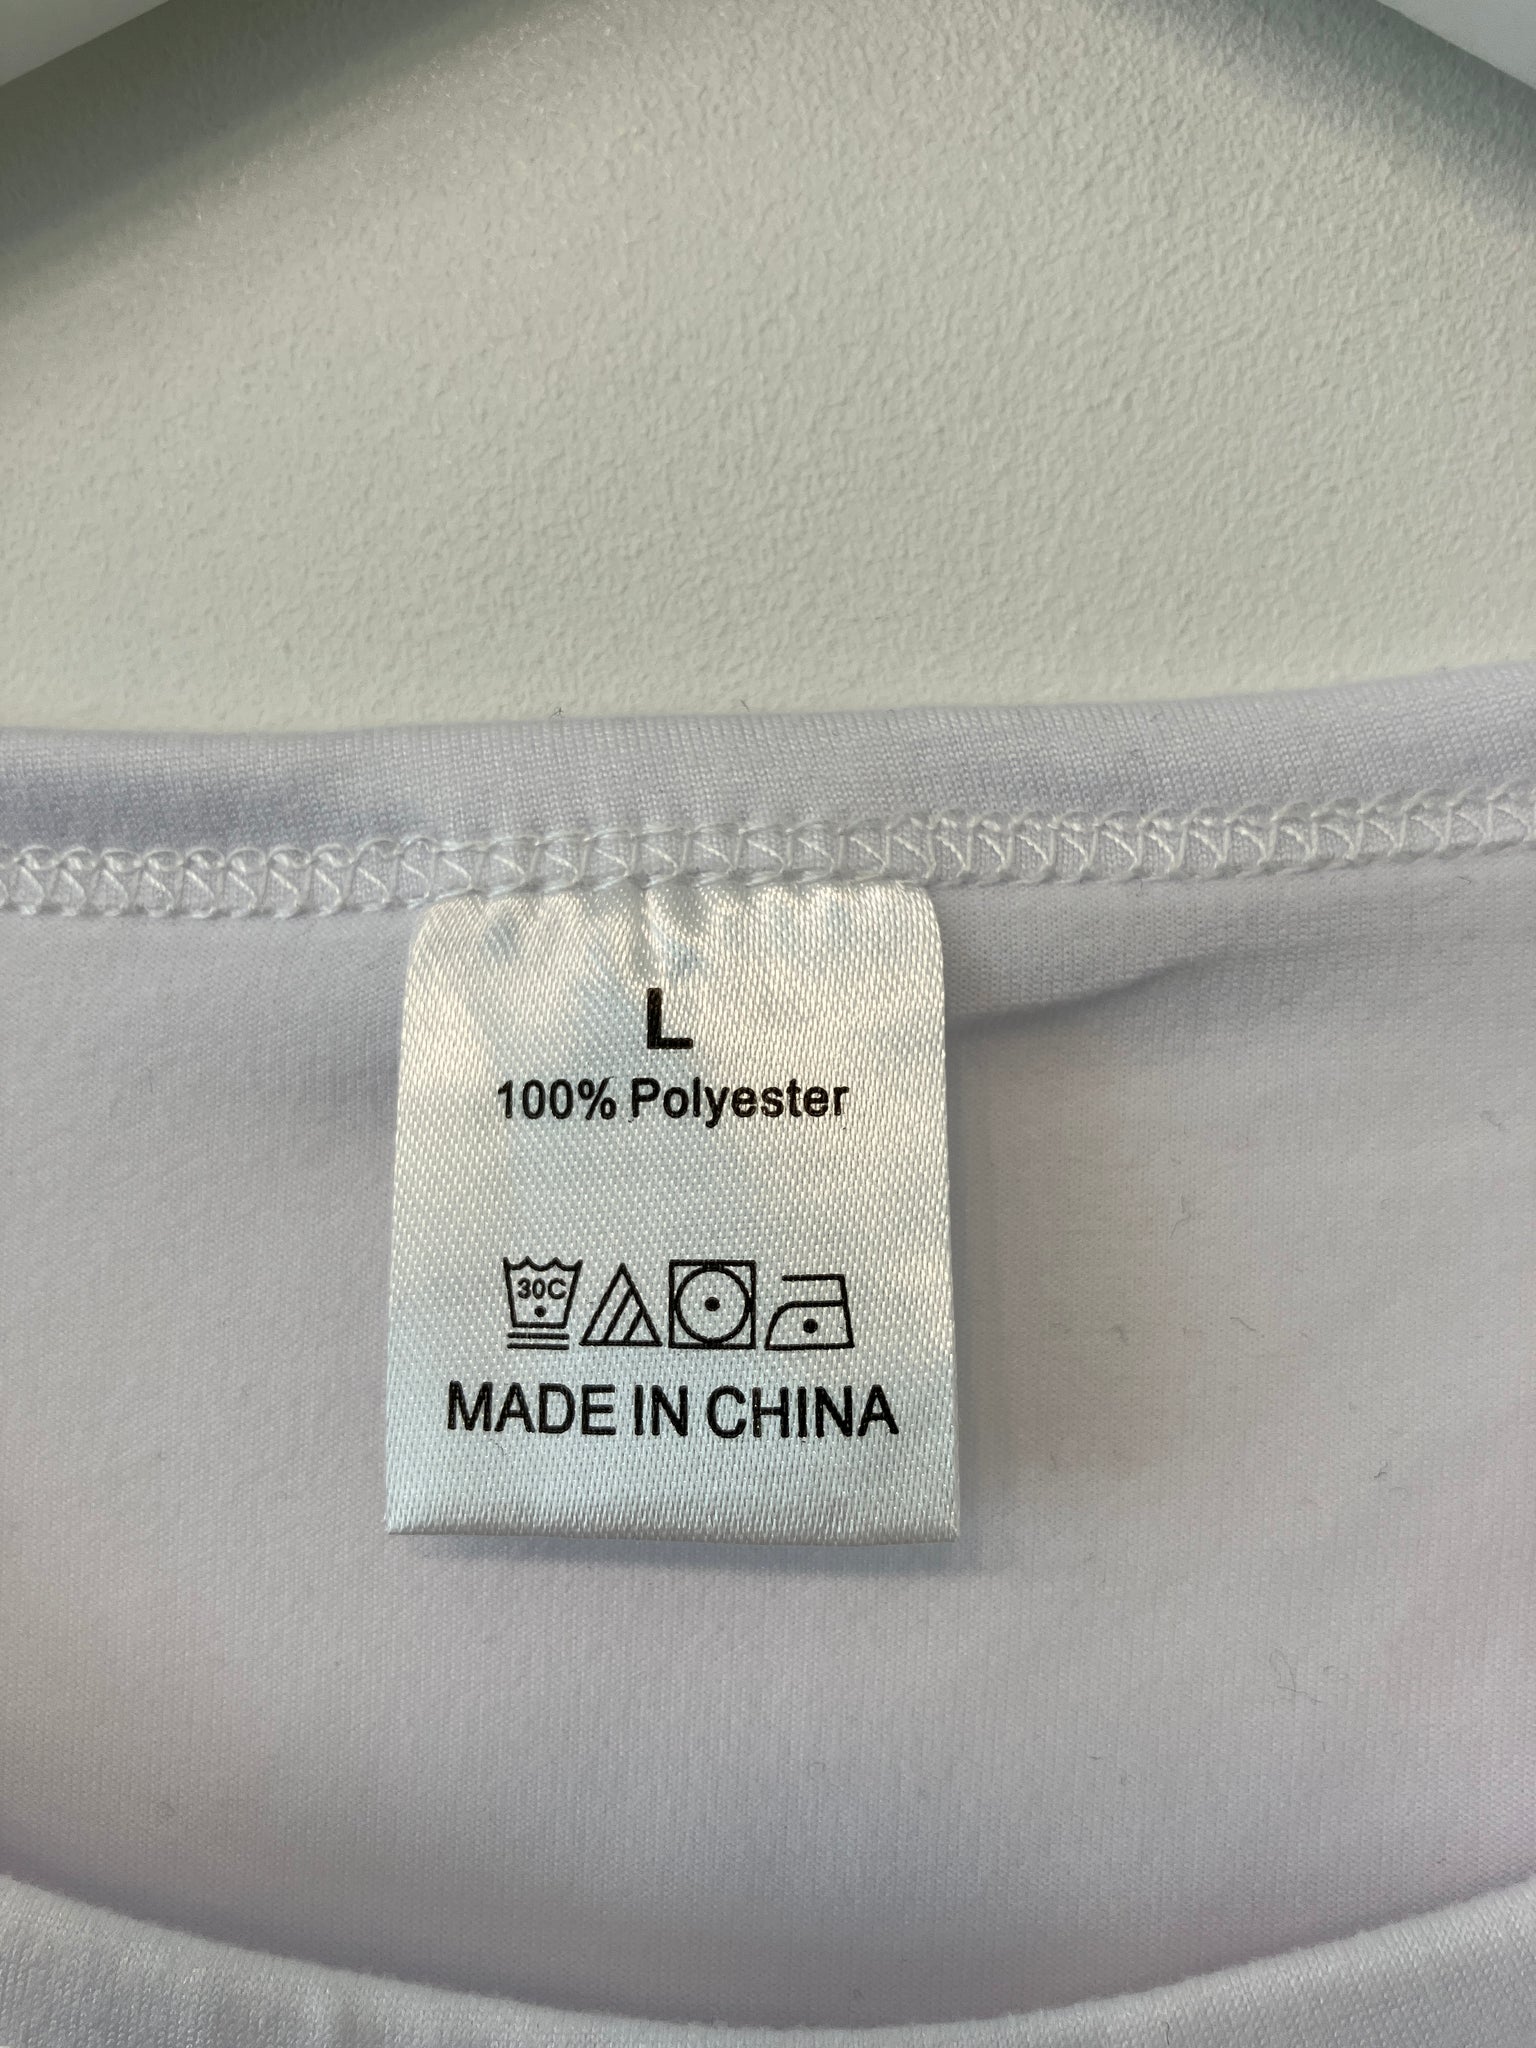 L
100% Polyester
30C
MADE IN CHINA